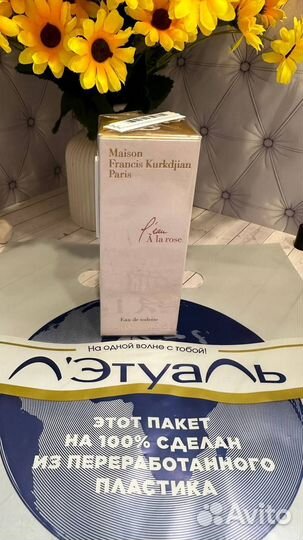 Maison
Francis Kurkdjian
Paris
L'eau
À la rose
Eau de toilette
На одной волне с тобой!
Л'ЭТУАЛЬ
ЭТОТ ПАКЕТ
НА 100% СДЕЛАН
ИЗ ПЕРЕРАБОТАННОГО
ПЛАСТИКА
Avito